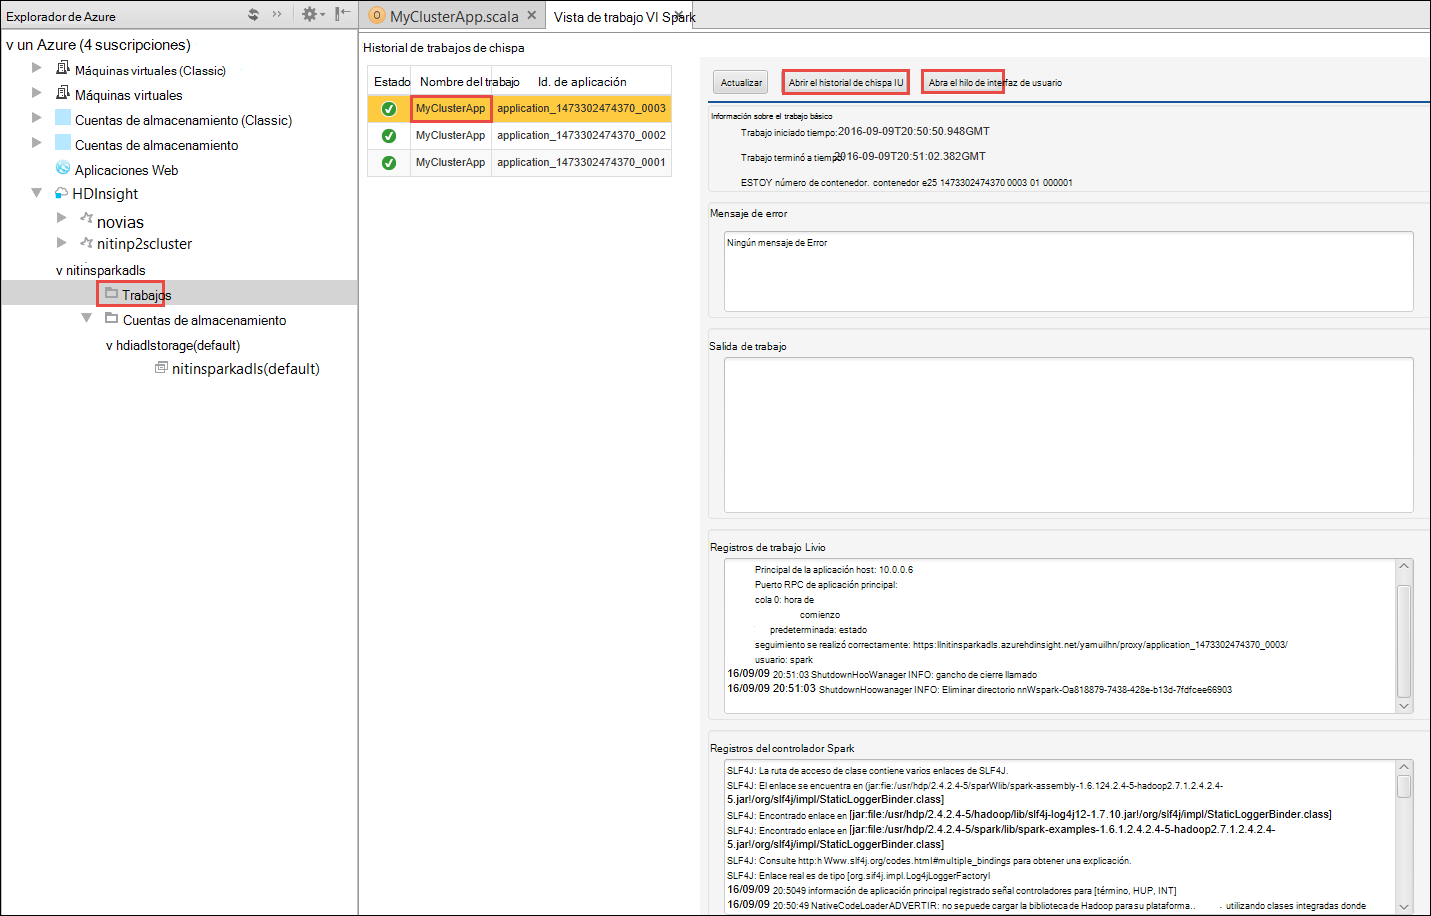 Explorador de Azure
v un Azure (4 suscripciones)
Máquinas virtuales (Classic)
Máquinas virtuales
Cuentas de almacenamiento (Classic)
Cuentas de almacenamiento
Aplicaciones Web
HDInsight
novias
nitinp2scluster
v nitinsparkadls
Trabajos
Cuentas de almacenamiento
v hdiadlstorage(default)
nitinsparkadls(default)
MyClusterApp.scala
Vista de trabajo VI Spark
Historial de trabajos de chispa
Estado Nombre del trabajo Id. de aplicación
MyClusterApp application_1473302474370_0003
MyClusterApp application_1473302474370_0002
MyClusterApp application_1473302474370_0001
Actualizar Abrir el historial de chispa IU Abra el hilo de interfaz de usuario
Información sobre el trabajo básico
Trabajo iniciado tiempo:2016-09-09T20:50:50.948GMT
Trabajo terminó a tiempo:2016-09-09T20:51:02.382GMT
ESTOY número de contenedor. contenedor e25 1473302474370 0003 01 000001
Mensaje de error
Ningún mensaje de Error
Salida de trabajo
Registros de trabajo Livio
Principal de la aplicación host: 10.0.0.6
Puerto RPC de aplicación principal:
cola 0: hora de
comienzo
predeterminada: estado
seguimiento se realizó correctamente: https:llnitinsparkadls.azurehdinsight.net/yamuilhn/proxy/application_1473302474370_0003/
usuario: spark
16/09/09 20:51:03 ShutdownHooWanager INFO: gancho de cierre llamado
16/09/09 20:51:03 ShutdownHoowanager INFO: Eliminar directorio nnWspark-Oa818879-7438-428e-b13d-7fdfcee66903
Registros del controlador Spark
SLF4J: La ruta de acceso de clase contiene varios enlaces de SLF4J.
SLF4J: El enlace se encuentra en (jar:fie:/usr/hdp/2.4.2.4-5/sparWlib/spark-assembly-1.6.124.2.4-5-hadoop2.7.1.2.4.2.4-
5.jar!/org/slf4j/impl/StaticLoggerBinder.class]
SLF4J: Encontrado enlace en [jar:file:/usr/hdp/2.4.2.4-5/hadoop/lib/slf4j-log4j12-1.7.10.jar!/org/slf4j/impl/StaticLoggerBinder.class]
SLF4J: Encontrado enlace en [jar:file:/usr/hdp/2.4.2.4-5/spark/lib/spark-examples-1.6.1.2.4.2.4-5-hadoop2.7.1.2.4.2.4-
5.jar!/org/slf4j/impl/StaticLoggerBinder.class]
SLF4J: Consulte http:h Www.slf4j.org/codes.html#multiple_bindings para obtener una explicación.
SLF4J: Enlace real es de tipo [org.sif4j.impl.Log4jLoggerFactoryl
16/09/09 20:5049 información de aplicación principal registrado señal controladores para [término, HUP, INT]
16/09/09 20:50:49 NativeCodeLoaderADVERTIR: no se puede cargar la biblioteca de Hadoop para su plataforma.. . utilizando clases integradas donde